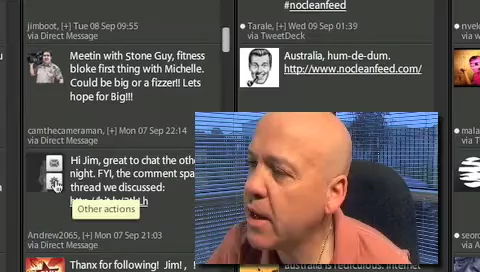 jimboot, [+] Tue 08 Sep 09:55
via Direct Message
Meetin with Stone Guy, fitness
bloke first thing with Michelle.
Could be big or a fizzer!! Lets
hope for Big!!!
camthecameraman, [+] Mon 07 Sep 22:14
via Direct Message
Hi Jim, great to chat the
night. FYI, the comment
thread we discussed:
Other actions
Andrew2065, [+] Mon 07 Sep 21:03
via Direct Message
Thanx for following! Jim! , I
#nocleanfeed
Tarale, [+] Wed 09 Sep 01:39
via TweetDeck
Australia, hum-de-dum.
http://www.nocleanfeed.com/
Australia is ridiculous. Internet
via
via